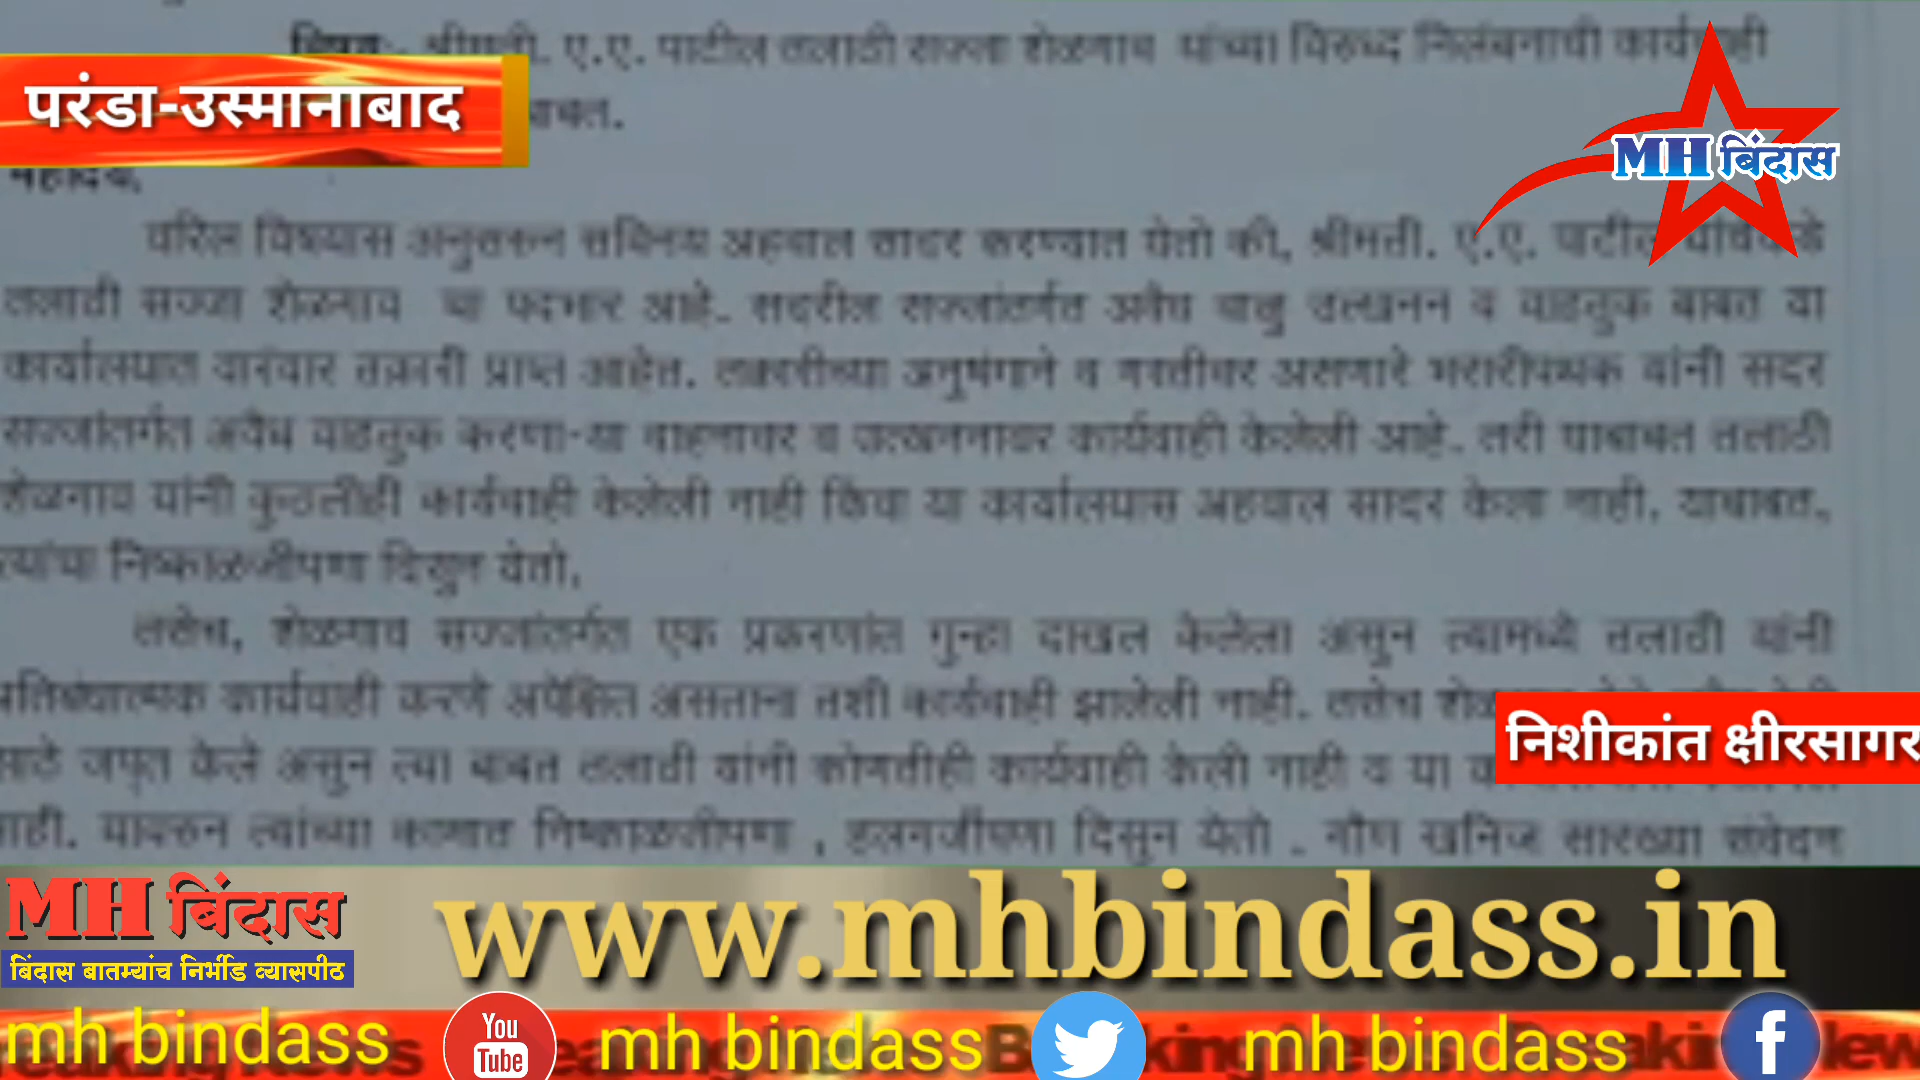 विषय:- श्रीमती. ए.ए. पाटील तलाठी सज्जा शेळगाव यांच्या विरुध्द निलंबनाची कार्यवाही
बाबत.
परंडा-उस्मानाबाद
MH बिंदास
महोदय,
वरिल विषयास अनुसरुन सविनय अहवाल सादर करण्यात येतो की, श्रीमती. ए.ए. पाटील यांचेकडे
तलाठी सज्जा शेळगाव चा पदभार आहे. सदरील सज्जांतर्गत अवैध वाळु उत्खनन व वाहतुक बाबत या
कार्यालयात वारंवार तक्रारी प्राप्त आहेत. तक्रारीच्या अनुषंगाने व गस्तीवर असणारे भरारीपथक यांनी सदर
सज्जांतर्गत अवैध वाहतुक करणा-या वाहनावर व उत्खननावर कार्यवाही केलेली आहे. तरी याबाबत तलाठी
शेळगाव यांनी कुठलीही कार्यवाही केलेली नाही किंवा या कार्यालयास अहवाल सादर केला नाही. याबाबत,
त्यांचा निष्काळजीपणा दिसुन येतो.
तसेच, शेळगाव सज्जांतर्गत एक प्रकरणांत गुन्हा दाखल केलेला असुन त्यामध्ये तलाठी यांनी
प्रतिबंधात्मक कार्यवाही करणे अपेक्षित असताना तशी कार्यवाही झालेली नाही. तसेच
साठे जप्त केले असुन त्या बाबत तलाठी यांनी कोणतीही कार्यवाही केली नाही व या
नाही. यावरुन त्यांच्या कामात निष्काळजीपणा , हलगर्जीपणा दिसुन येतो . गौण खनिज सारख्या संवेदन
निशीकांत क्षीरसागर
MH बिंदास
बिंदास बातम्यांच निर्भीड व्यासपीठ
www.mhbindass.in
mh bindass You Tube mh bindass mh bindass f